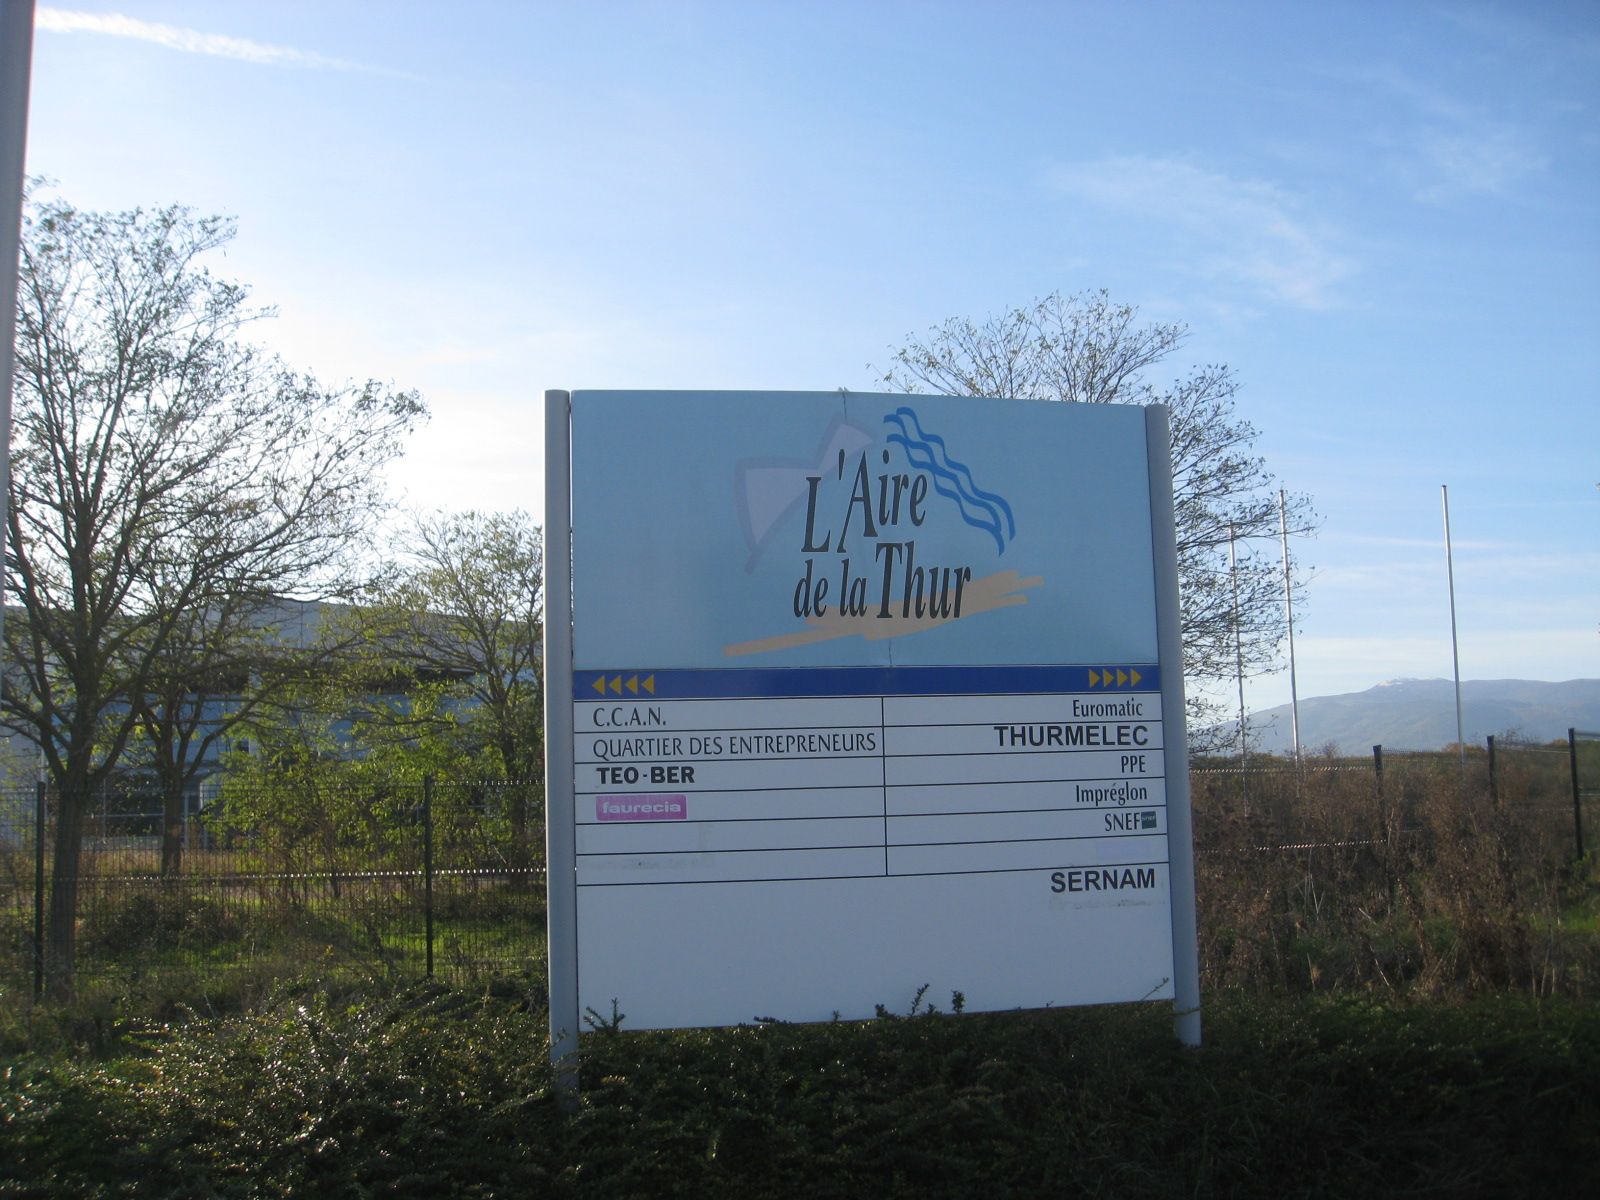 L'Aire
de la Thur
C.C.A.N.
QUARTIER DES ENTREPRENEURS
TEO-BER
faurecia
Euromatic
THURMELEC
PPE
Impréglon
SNEF
SERNAM